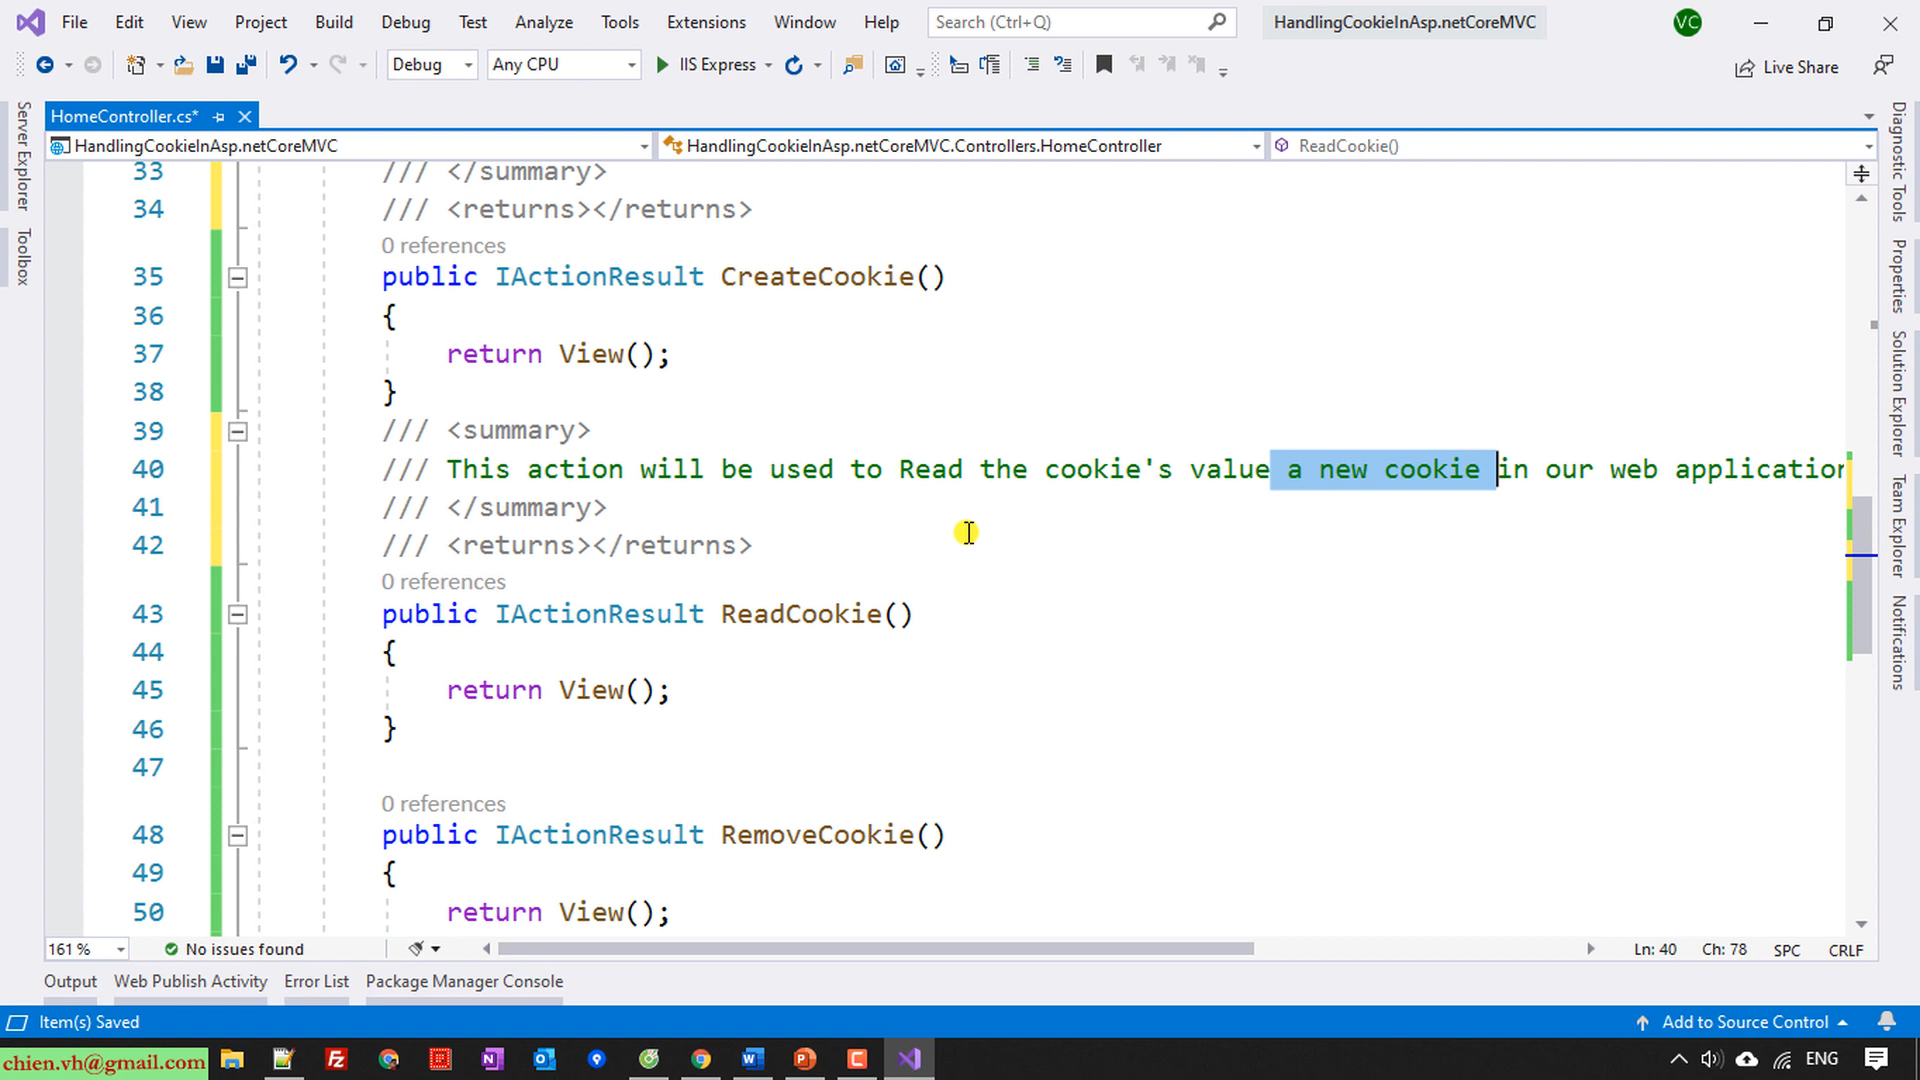 File Edit View Project Build Debug Test Analyze Tools Extensions Window Help Search (Ctrl+Q) HandlingCookieInAsp.netCoreMVC VC
Debug Any CPU IIS Express Live Share
HomeController.cs*
HandlingCookieInAsp.netCoreMVC HandlingCookieInAsp.netCoreMVC.Controllers.HomeController ReadCookie()
33 /// </summary>
34 /// <returns></returns>
0 references
35 public IActionResult CreateCookie()
36 {
37 return View();
38 }
39 /// <summary>
40 /// This action will be used to Read the cookie's value a new cookie in our web application
41 /// </summary>
42 /// <returns></returns>
0 references
43 public IActionResult ReadCookie()
44 {
45 return View();
46 }
47
0 references
48 public IActionResult RemoveCookie()
49 {
50 return View();
161 % No issues found Ln: 40 Ch: 78 SPC CRLF
Output Web Publish Activity Error List Package Manager Console
Item(s) Saved Add to Source Control
chien.vh@gmail.com ENG
Server Explorer
Toolbox
Diagnostic Tools
Properties
Solution Explorer
Team Explorer
Notifications